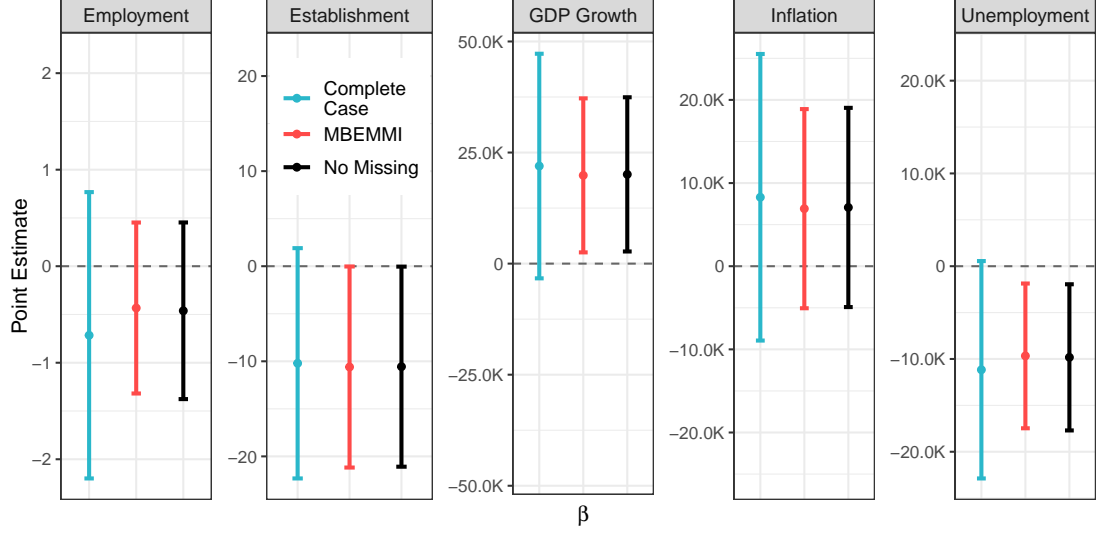 Employment
Establishment
GDP Growth
Inflation
Unemployment
Point Estimate
2
1
0
−1
−2
20
10
0
−10
−20
Complete
Case
MBEMMI
No Missing
50.0K
25.0K
0
−25.0K
−50.0K
20.0K
10.0K
0
−10.0K
−20.0K
20.0K
10.0K
0
−10.0K
−20.0K
β